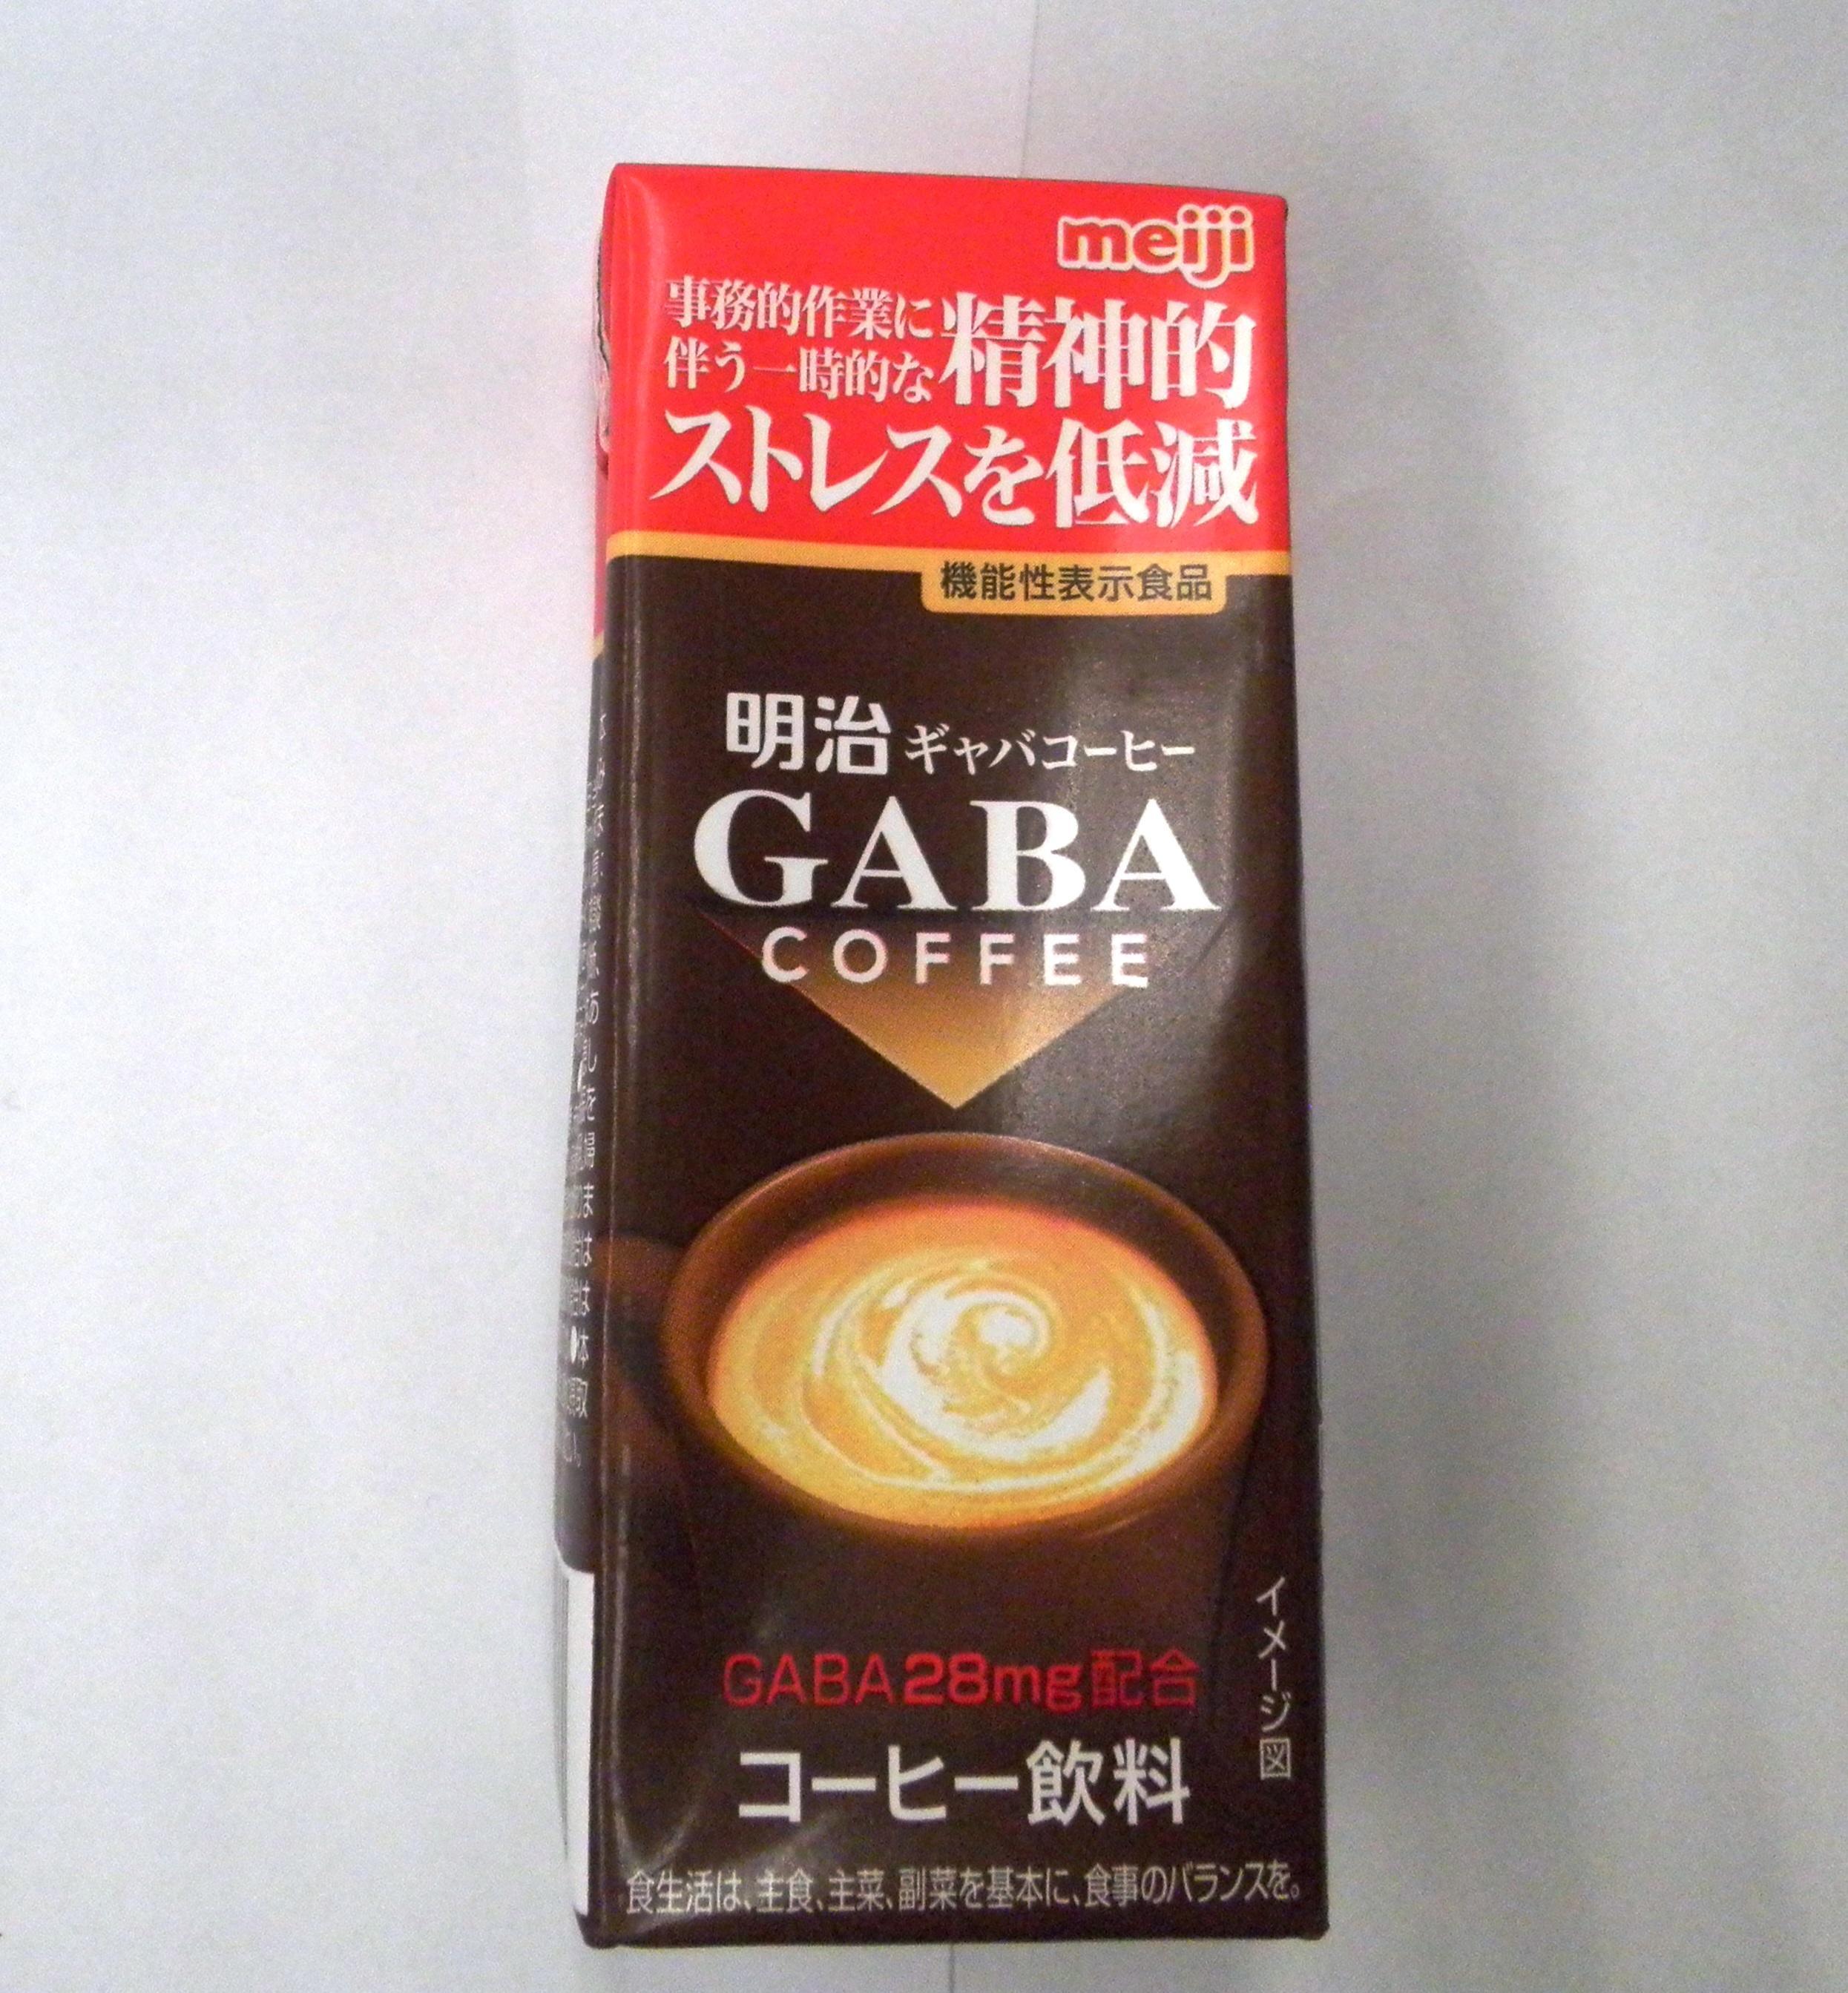 meiji
事務的作業に
伴う一時的な
精神的
ストレスを低減
機能性表示食品
明治 ギャバコーヒー
GABA
COFFEE
イメージ図
GABA28mg配合
コーヒー飲料
食生活は、主食、主菜、副菜を基本に、食事のバランスを。